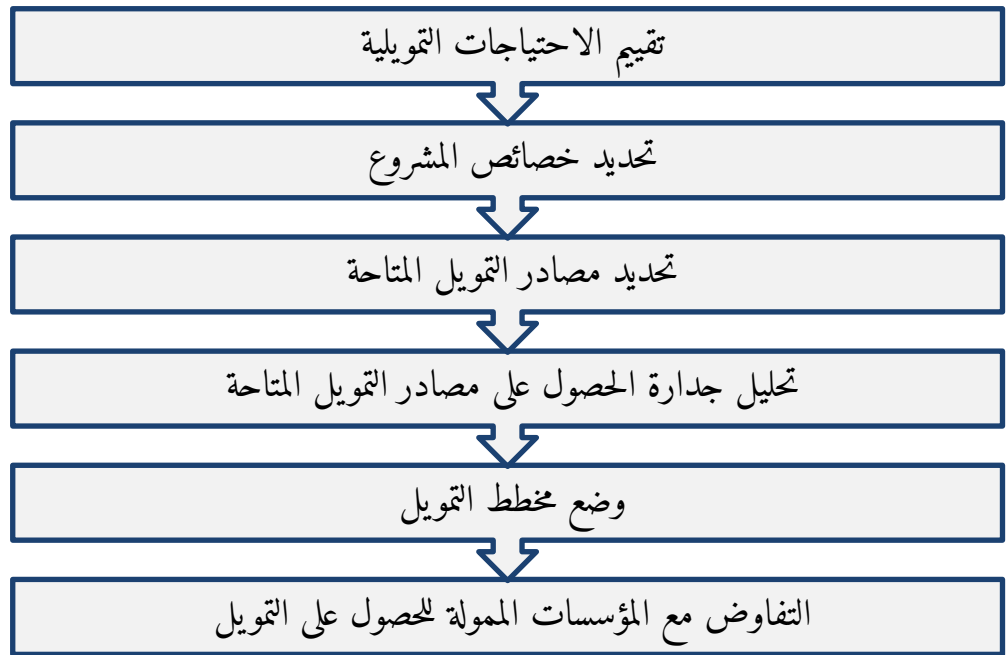 تقييم الاحتياجات التمويلية
تحديد خصائص المشروع
تحديد مصادر التمويل المتاحة
تحليل جدارة الحصول على مصادر التمويل المتاحة
وضع مخطط التمويل
التفاوض مع المؤسسات الممولة للحصول على التمويل